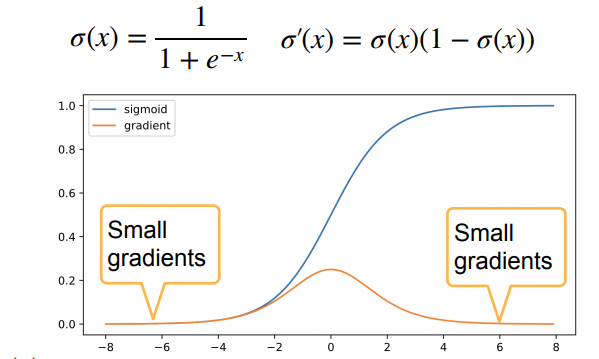 σ(x) = 1 / (1 + e^{-x})    σ′(x) = σ(x)(1 − σ(x))
sigmoid
gradient
1.0
0.8
0.6
0.4
0.2
0.0
Small
gradients
Small
gradients
−8 −6 −4 −2 0 2 4 6 8